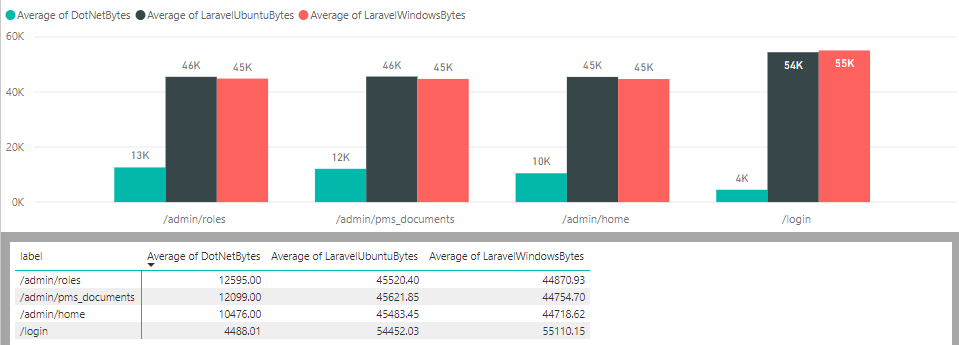 Average of DotNetBytes Average of LaravelUbuntuBytes Average of LaravelWindowsBytes
60K
40K
20K
0K
13K 46K 45K 12K 46K 45K 10K 45K 45K 4K 54K 55K
/admin/roles /admin/pms_documents /admin/home /login
label Average of DotNetBytes Average of LaravelUbuntuBytes Average of LaravelWindowsBytes
/admin/roles 12595.00 45520.40 44870.93
/admin/pms_documents 12099.00 45621.85 44754.70
/admin/home 10476.00 45483.45 44718.62
/login 4488.01 54452.03 55110.15